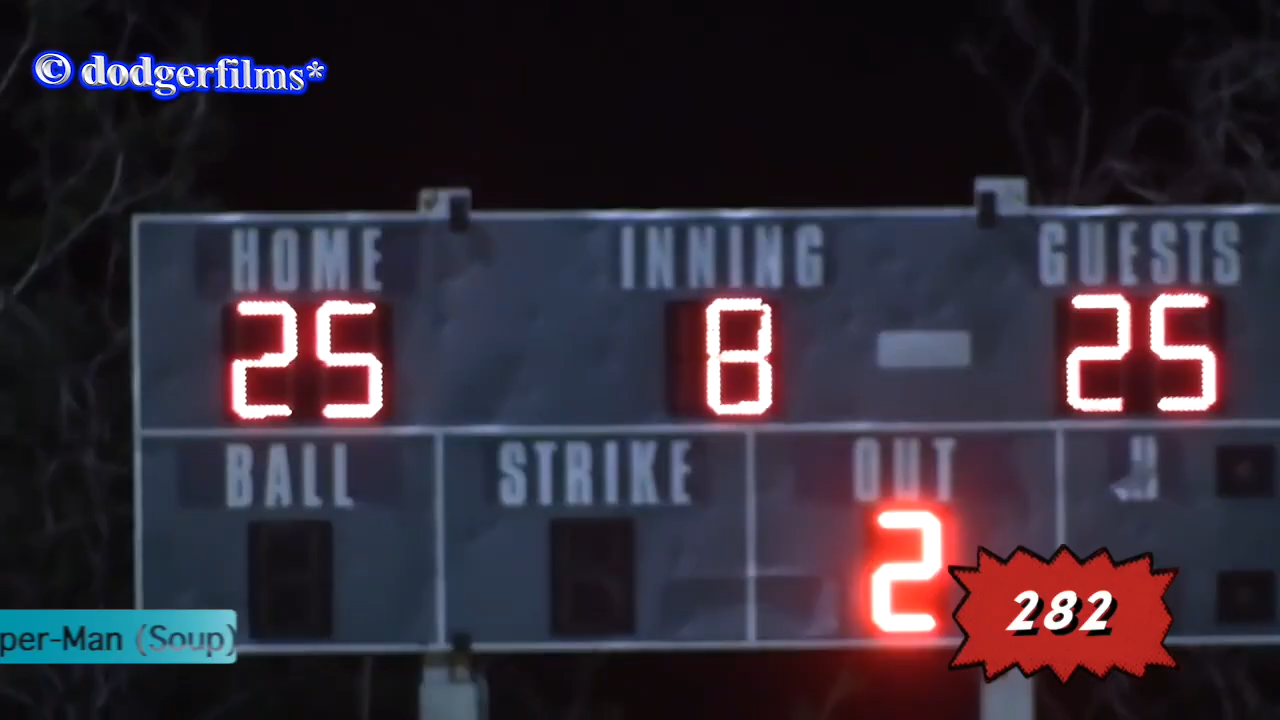 © dodgerfilms*
HOME INNING GUESTS
25 8 25
BALL STRIKE OUT
2
282
per-Man (Soup)